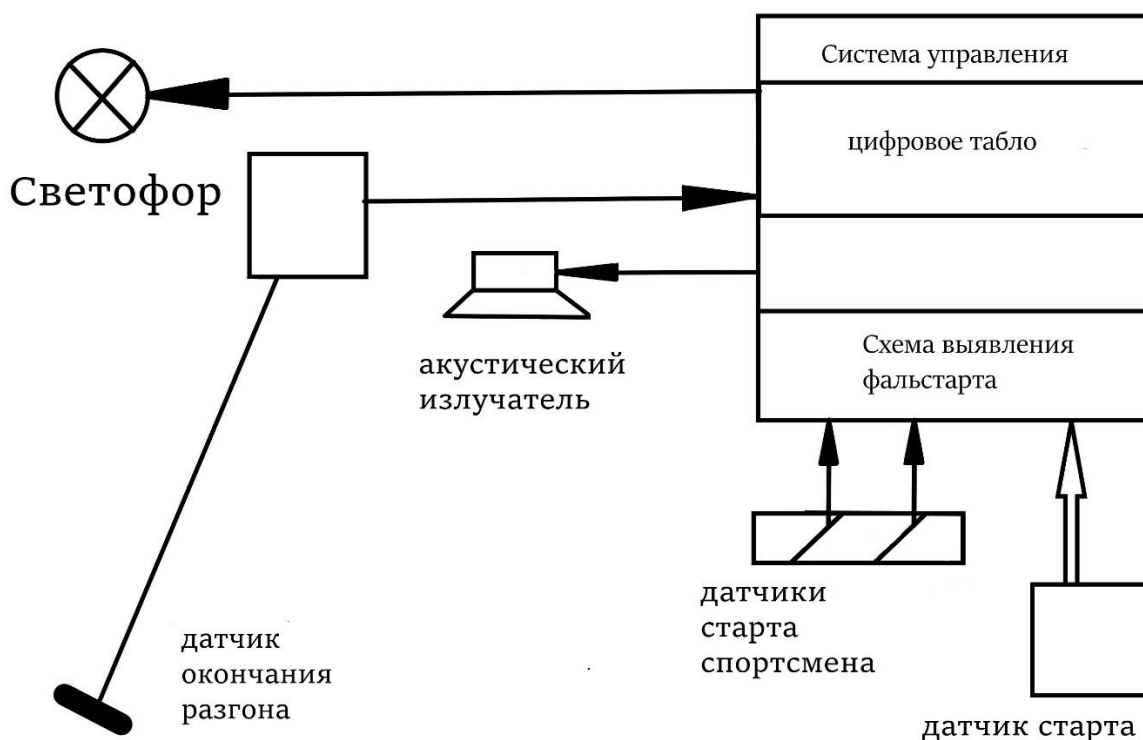 Система управления
цифровое табло
Светофор
акустический
излучатель
Схема выявления
фальстарта
датчики
старта
спортсмена
датчик
окончания
разгона
датчик старта